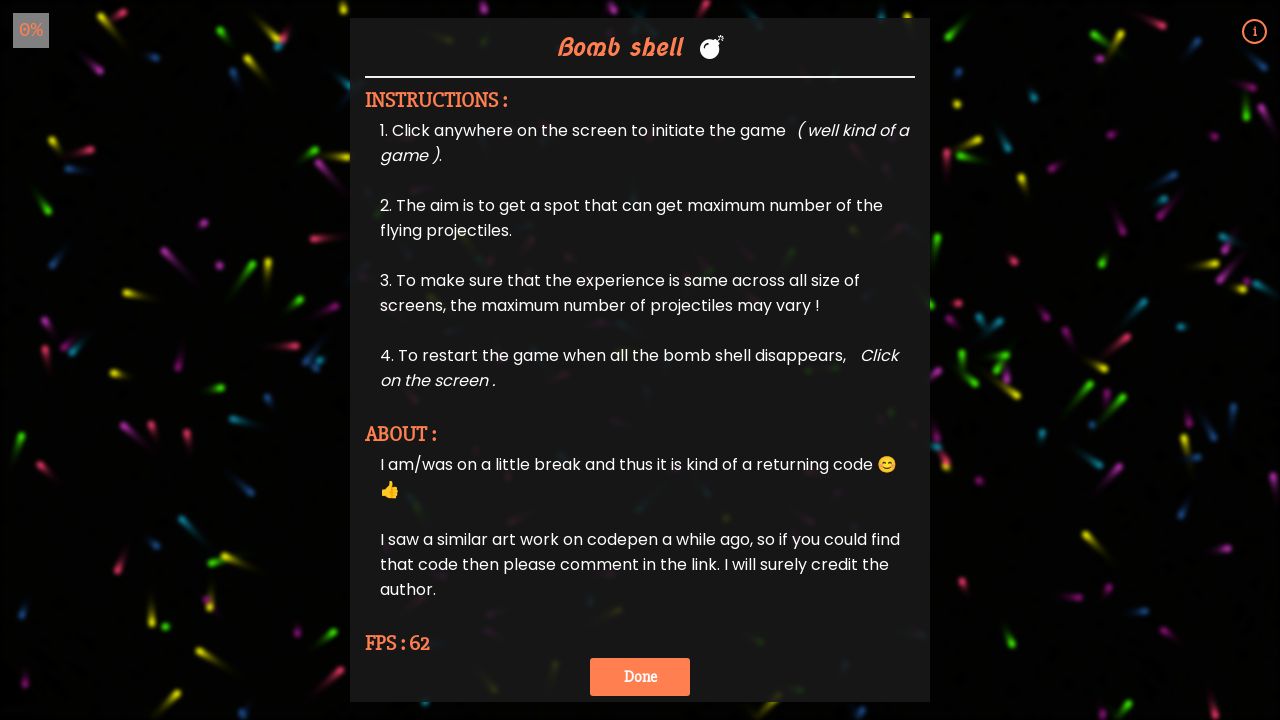 0%
i
Bomb shell 💣
INSTRUCTIONS :
1. Click anywhere on the screen to initiate the game ( well kind of a
game ).
2. The aim is to get a spot that can get maximum number of the
flying projectiles.
3. To make sure that the experience is same across all size of
screens, the maximum number of projectiles may vary !
4. To restart the game when all the bomb shell disappears, Click
on the screen .
ABOUT :
I am/was on a little break and thus it is kind of a returning code 😊
👍
I saw a similar art work on codepen a while ago, so if you could find
that code then please comment in the link. I will surely credit the
author.
FPS : 62
Done